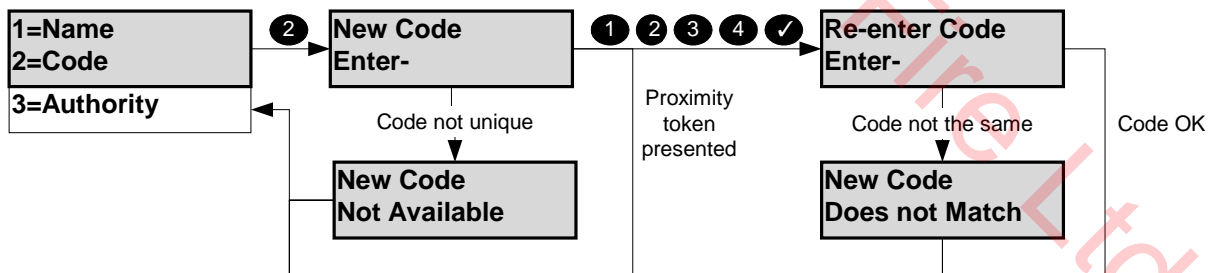 1=Name
2=Code
3=Authority
2
New Code
Enter-
1 2 3 4 ✓
Re-enter Code
Enter-
Code not unique
Proximity
token
presented
Code not the same
Code OK
New Code
Not Available
New Code
Does not Match
Fire Ltd